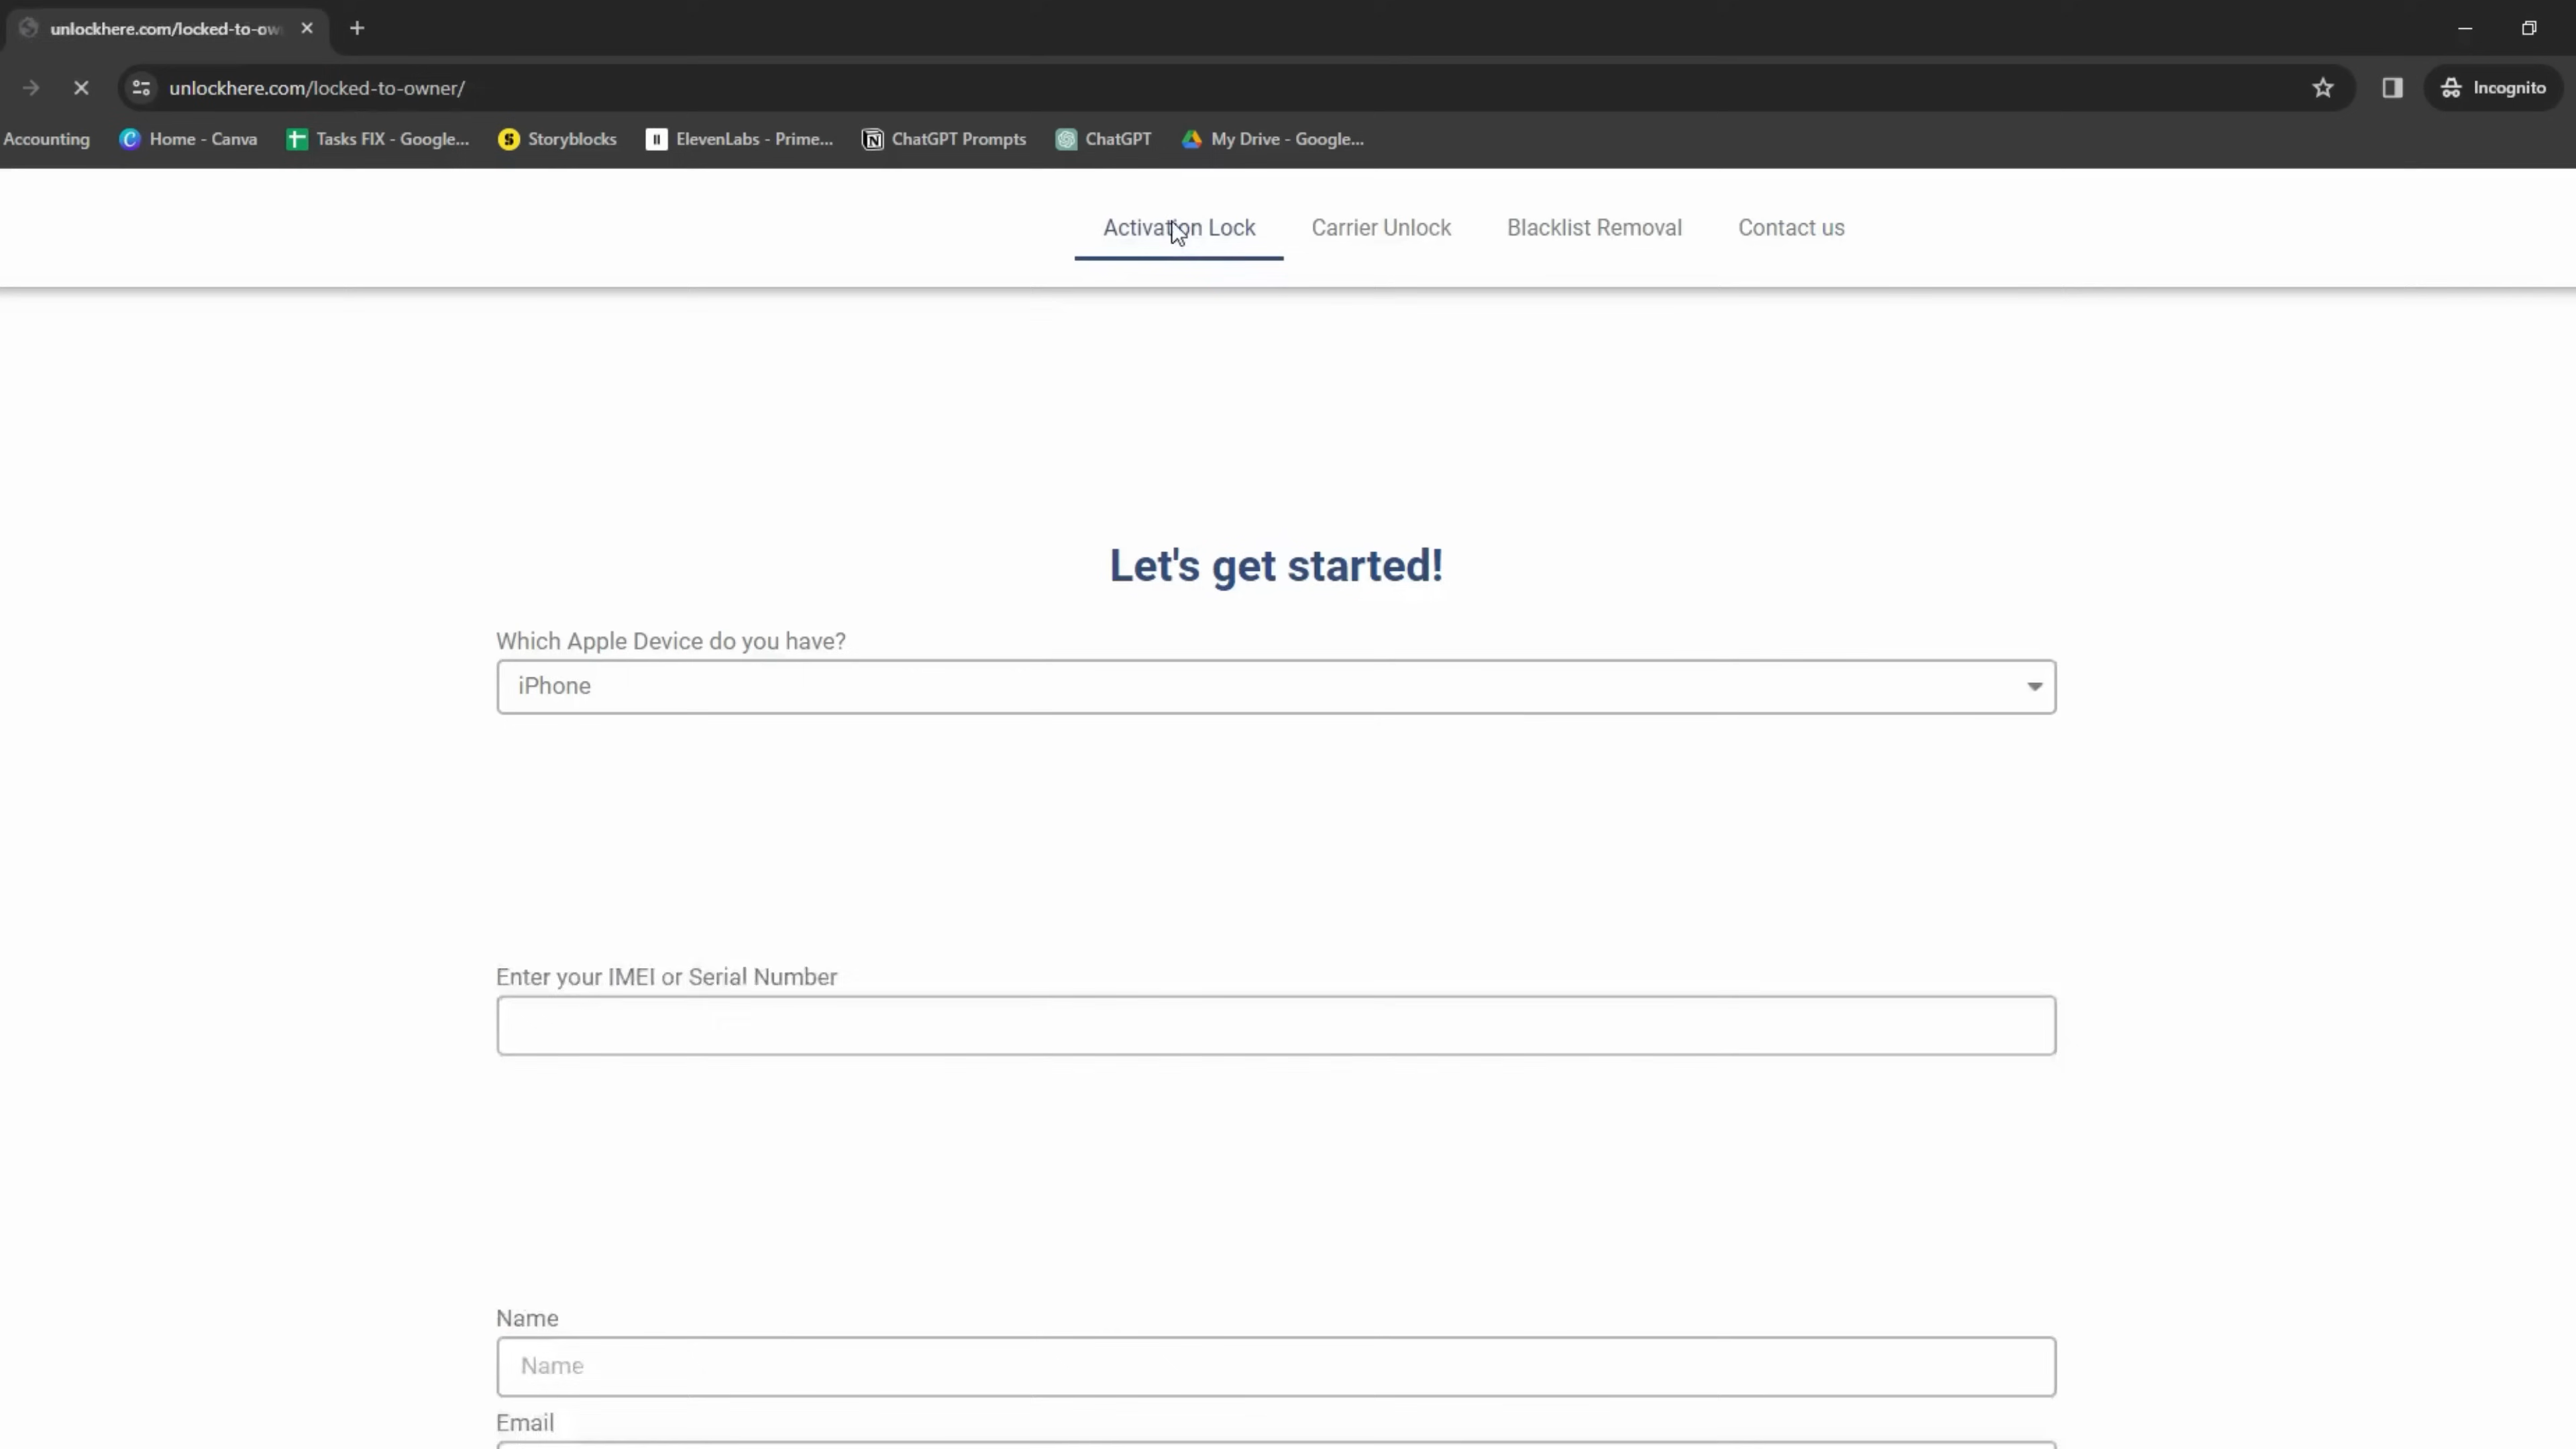 unlockhere.com/locked-to-ow
unlockhere.com/locked-to-owner/
Incognito
Accounting
Home - Canva
Tasks FIX - Google...
Storyblocks
ElevenLabs - Prime...
ChatGPT Prompts
ChatGPT
My Drive - Google...
Activation Lock
Carrier Unlock
Blacklist Removal
Contact us
Let's get started!
Which Apple Device do you have?
iPhone
Enter your IMEI or Serial Number
Name
Name
Email